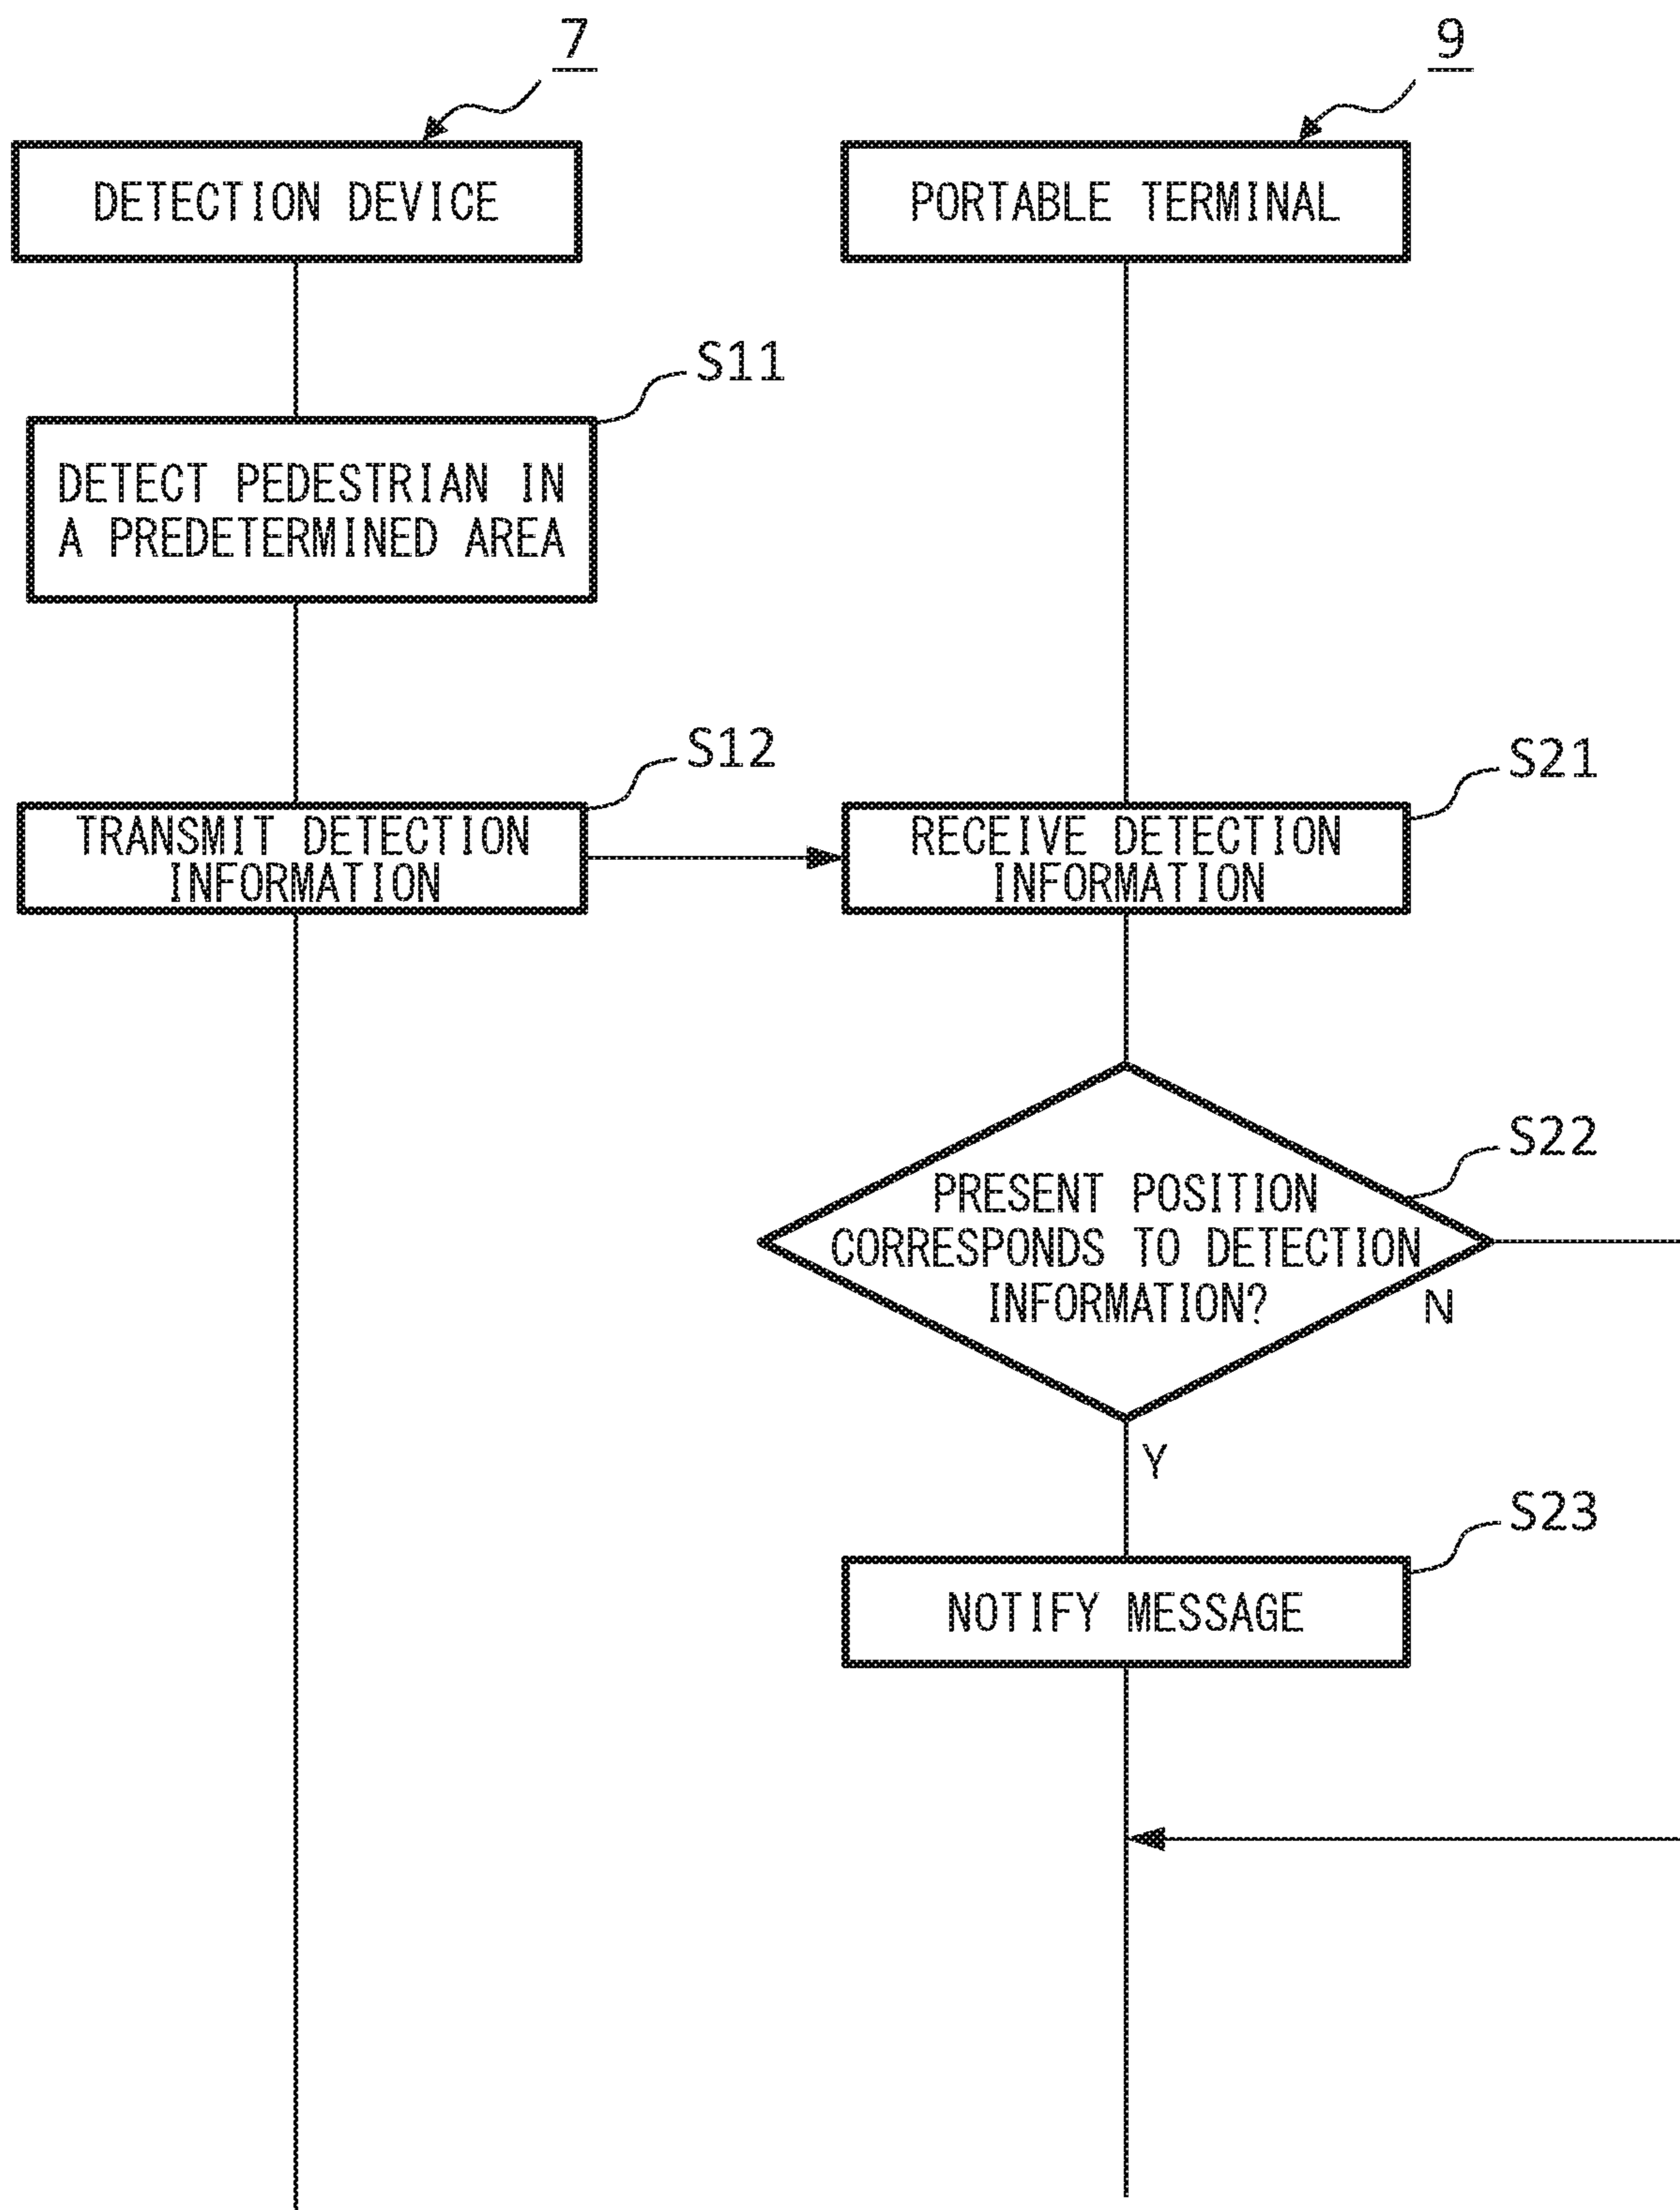 7
9
DETECTION DEVICE
PORTABLE TERMINAL
S11
DETECT PEDESTRIAN IN
A PREDETERMINED AREA
S12
S21
TRANSMIT DETECTION
INFORMATION
RECEIVE DETECTION
INFORMATION
S22
PRESENT POSITION
CORRESPONDS TO DETECTION
INFORMATION?
N
Y
S23
NOTIFY MESSAGE